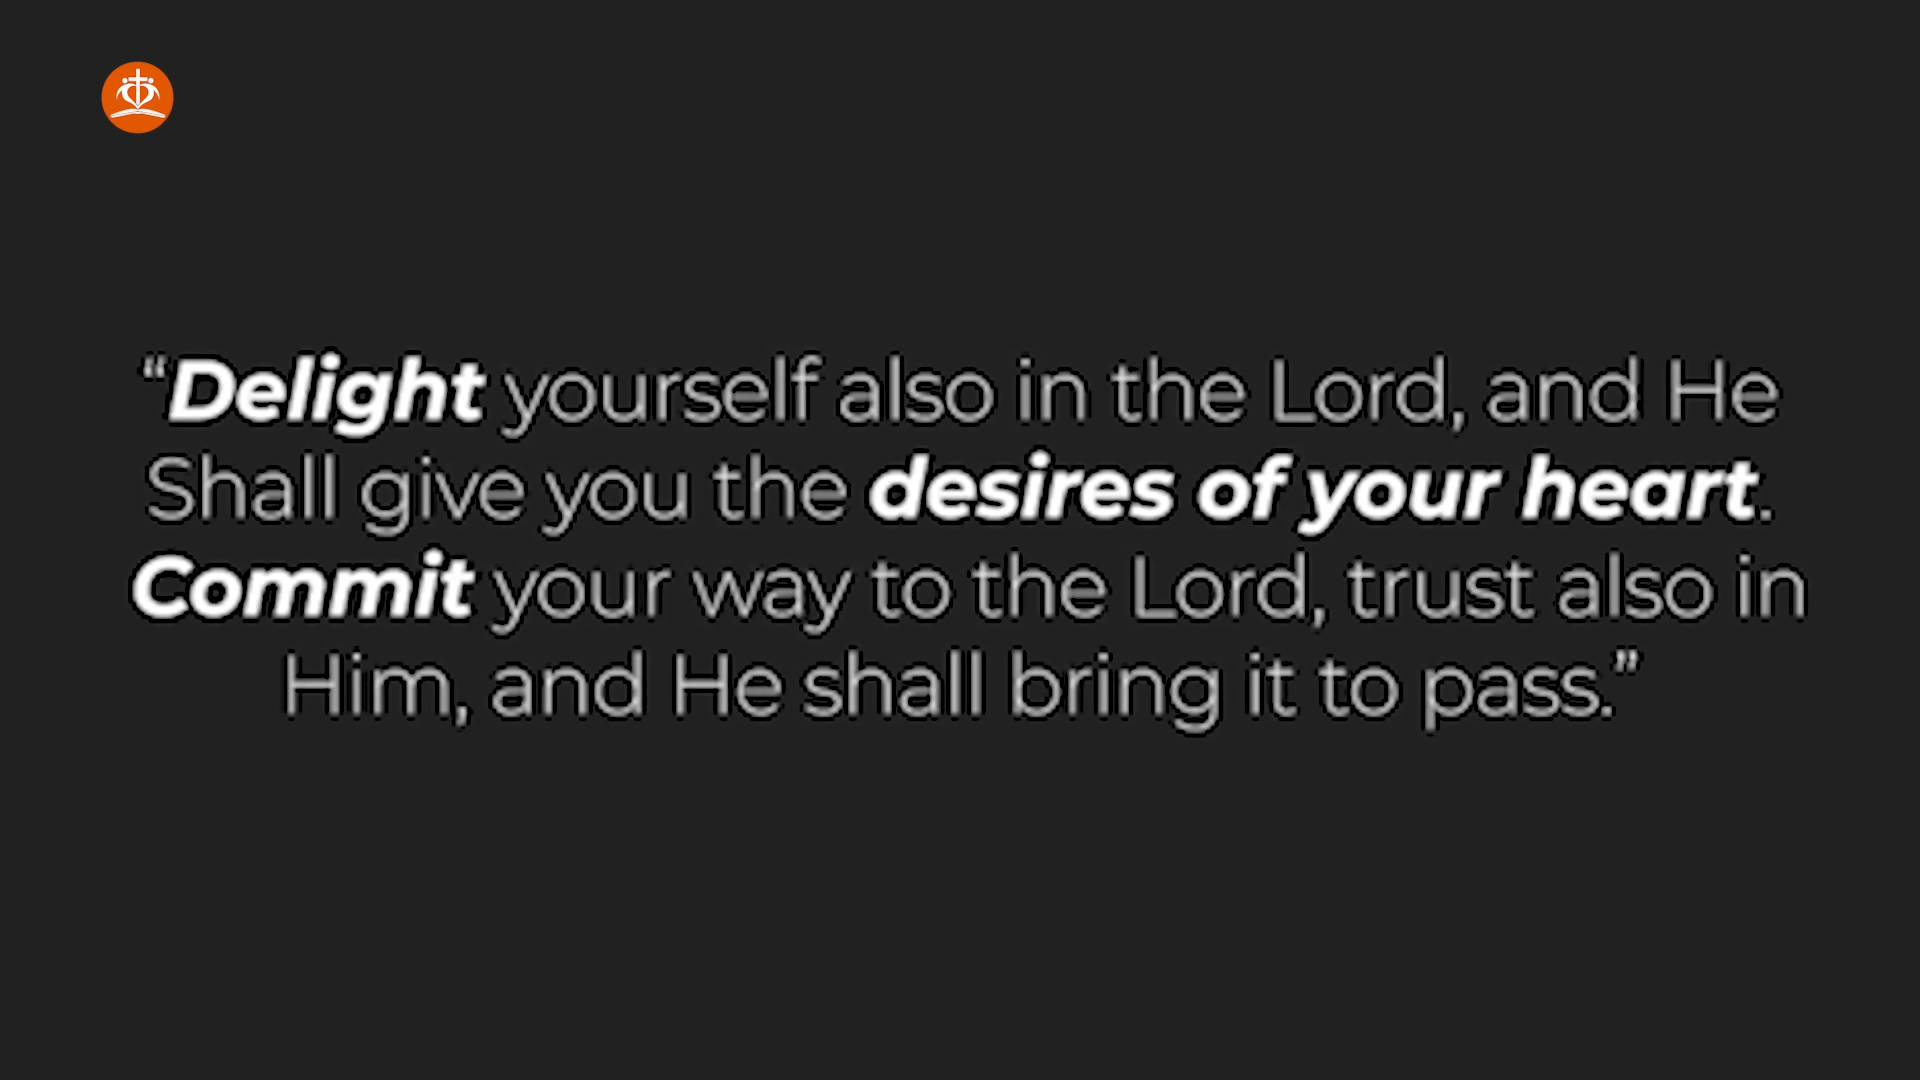 “Delight yourself also in the Lord, and He
Shall give you the desires of your heart.
Commit your way to the Lord, trust also in
Him, and He shall bring it to pass.”